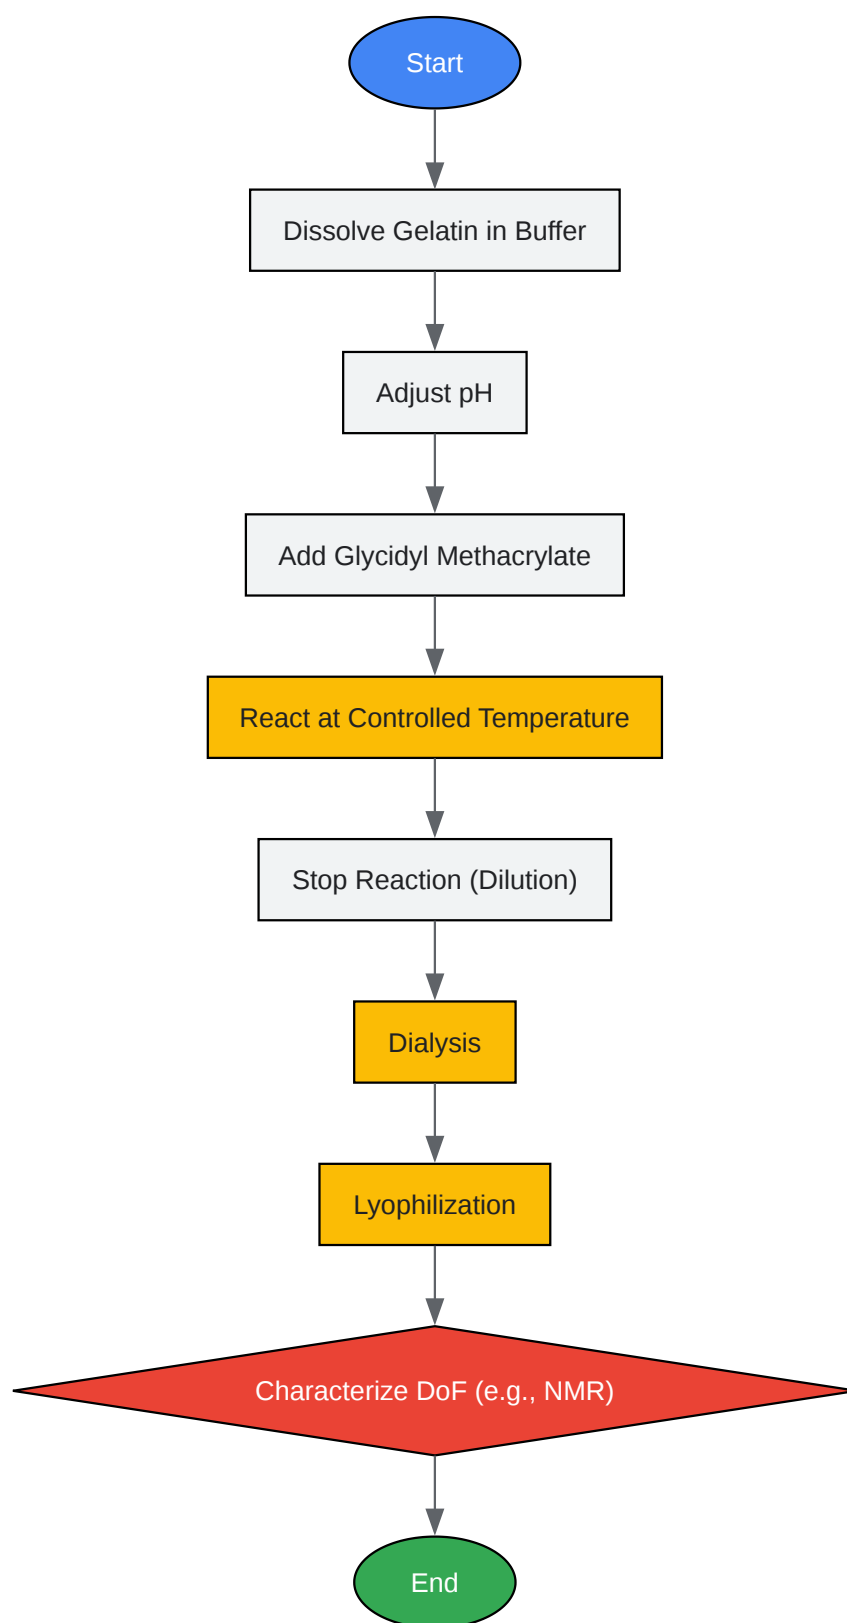 Start
Dissolve Gelatin in Buffer
Adjust pH
Add Glycidyl Methacrylate
React at Controlled Temperature
Stop Reaction (Dilution)
Dialysis
Lyophilization
Characterize DoF (e.g., NMR)
End